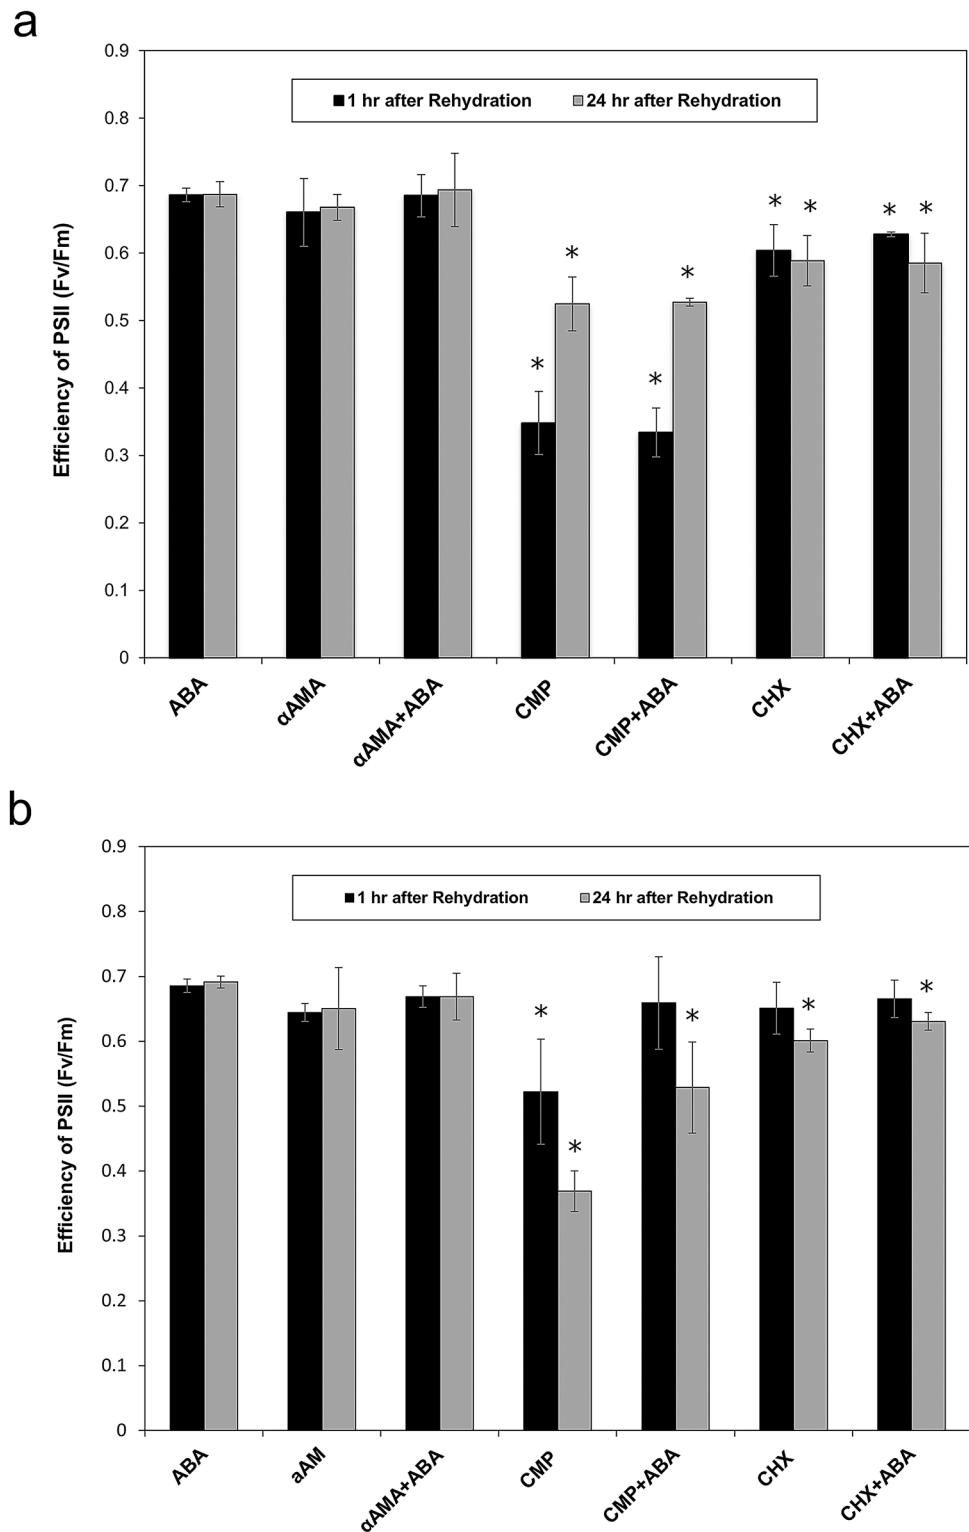 a
0.9
0.8
0.7
0.6
0.5
0.4
0.3
0.2
0.1
0
Efficiency of PSII (Fv/Fm)
1 hr after Rehydration 24 hr after Rehydration
* * * * * * * *
ABA αAMA αAMA+ABA CMP CMP+ABA CHX CHX+ABA
b
0.9
0.8
0.7
0.6
0.5
0.4
0.3
0.2
0.1
0
Efficiency of PSII (Fv/Fm)
1 hr after Rehydration 24 hr after Rehydration
* * * * *
ABA aAM αAMA+ABA CMP CMP+ABA CHX CHX+ABA